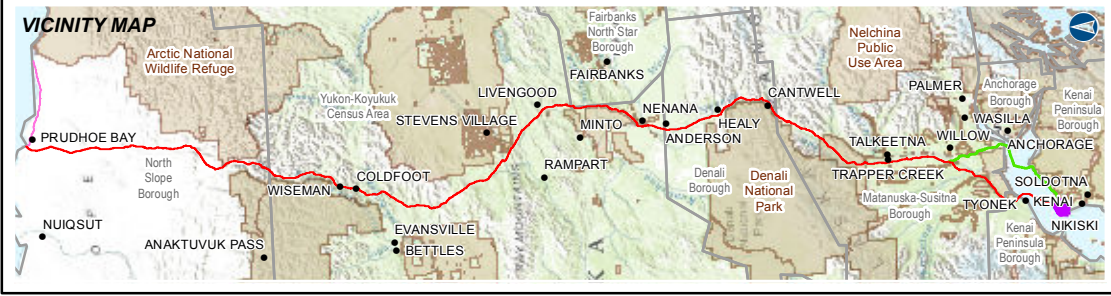 VICINITY MAP
Arctic National
Wildlife Refuge
Fairbanks
North Star
Borough
FAIRBANKS
Nelchina
Public
Use Area
PALMER
Anchorage
Borough
Kenai
Peninsula
Borough
Yukon-Koyukuk
Census Area
LIVENGOOD
STEVENS VILLAGE
MINTO
NENANA
ANDERSON
HEALY
CANTWELL
WASILLA
WILLOW
ANCHORAGE
TALKEETNA
TRAPPER CREEK
PRUDHOE BAY
North
Slope
Borough
WISEMAN
COLDFOOT
RAMPART
Denali
Borough
Denali
National
Park
Matanuska-Susitna
Borough
SOLDOTNA
TYONEK
KENAI
NIKISKI
Kenai
Peninsula
Borough
NUIQSUT
ANAKTUVUK PASS
EVANSVILLE
BETTLES